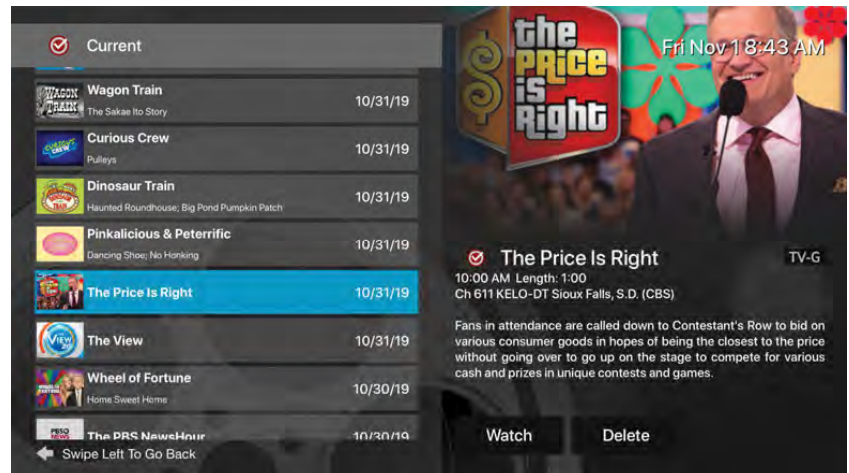 Current
Fri Nov 1 8:43 AM
the
PRiCE
iS
Right
$
WAGON
TRAIN
Wagon Train
The Sakae Ito Story
10/31/19
CURIOUS
CREW
Curious Crew
Pulleys
10/31/19
Dinosaur Train
Haunted Roundhouse; Big Pond Pumpkin Patch
10/31/19
Pinkalicious & Peterrific
Dancing Shoe; No Honking
10/31/19
The Price Is Right
10/31/19
VIEW
The View
10/31/19
Wheel of Fortune
Home Sweet Home
10/30/19
PBSO
NEWS
The PBS NewsHour
10/30/19
Swipe Left To Go Back
The Price Is Right
TV-G
10:00 AM Length: 1:00
Ch 611 KELO-DT Sioux Falls, S.D. (CBS)
Fans in attendance are called down to Contestant's Row to bid on
various consumer goods in hopes of being the closest to the price
without going over to go up on the stage to compete for various
cash and prizes in unique contests and games.
Watch
Delete